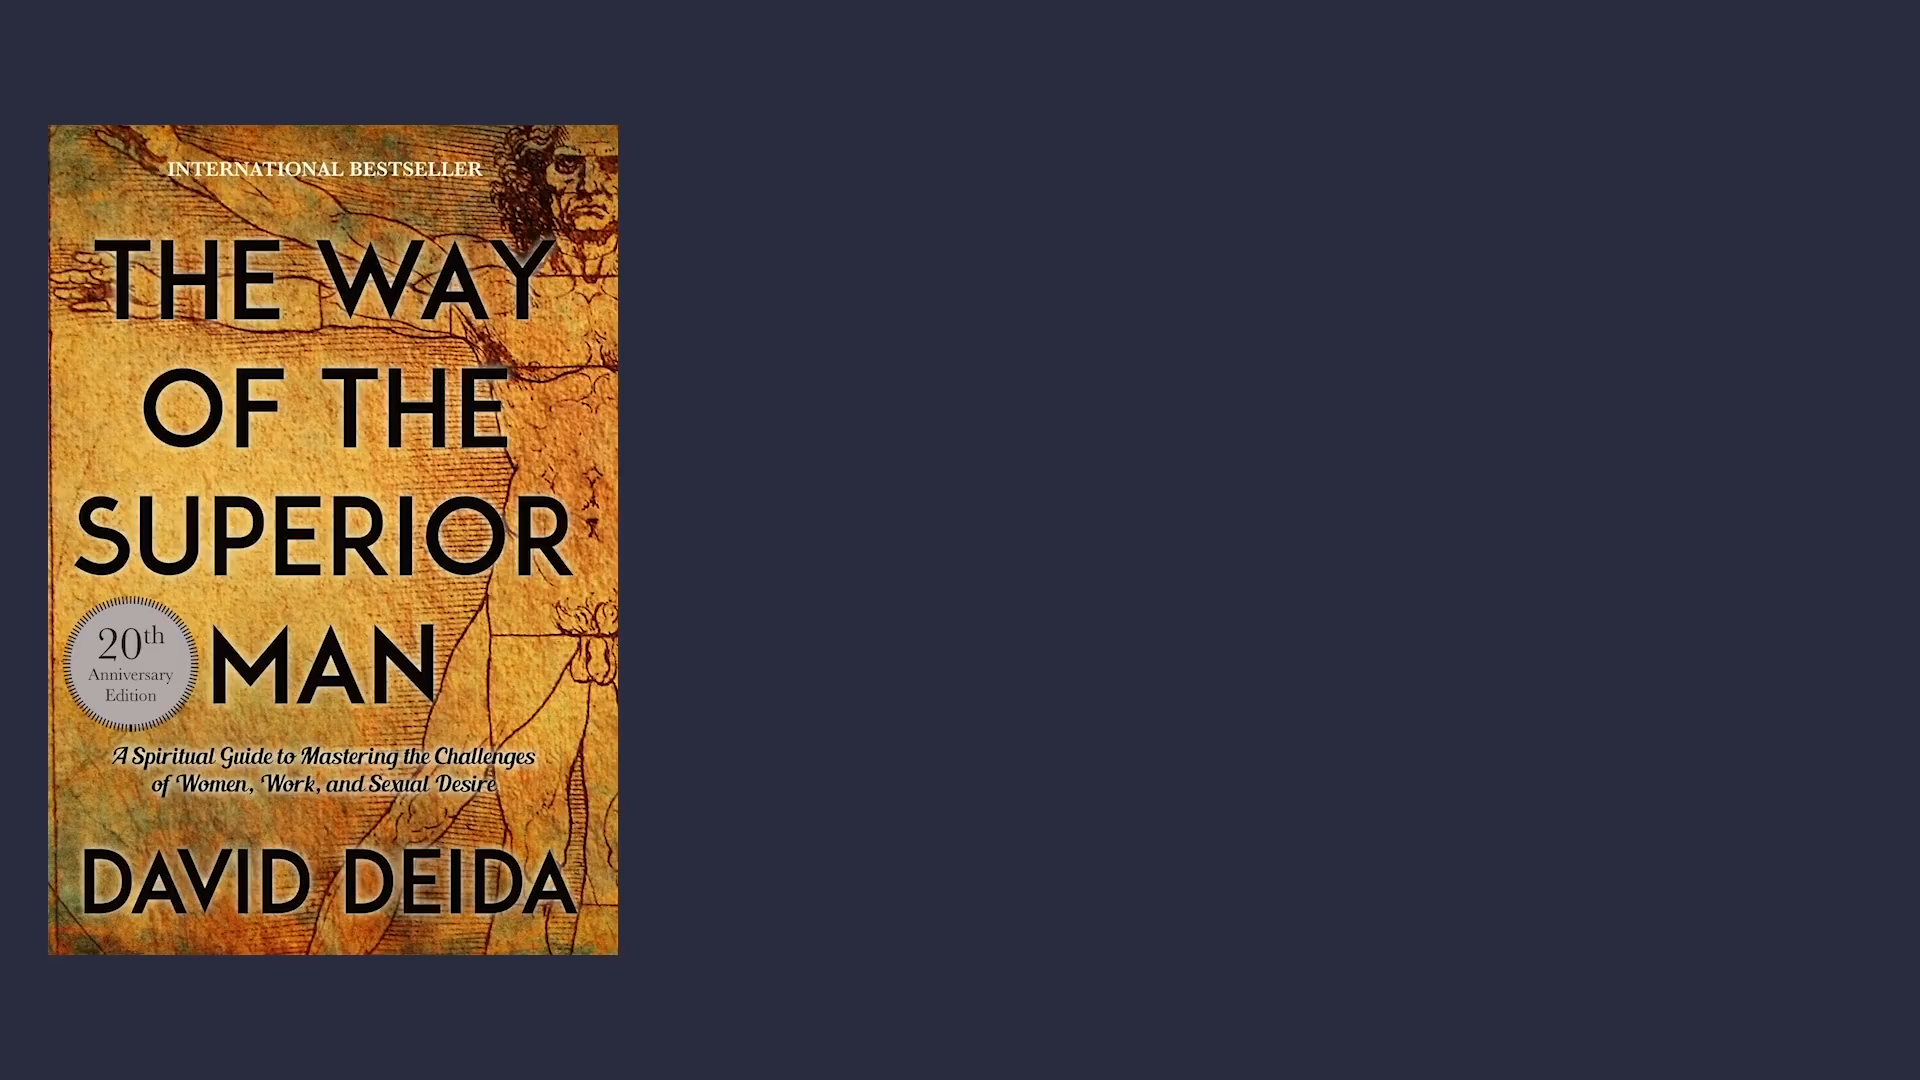 INTERNATIONAL BESTSELLER
THE WAY
OF THE
SUPERIOR
MAN
20th
Anniversary
Edition
A Spiritual Guide to Mastering the Challenges
of Women, Work, and Sexual Desire
DAVID DEIDA